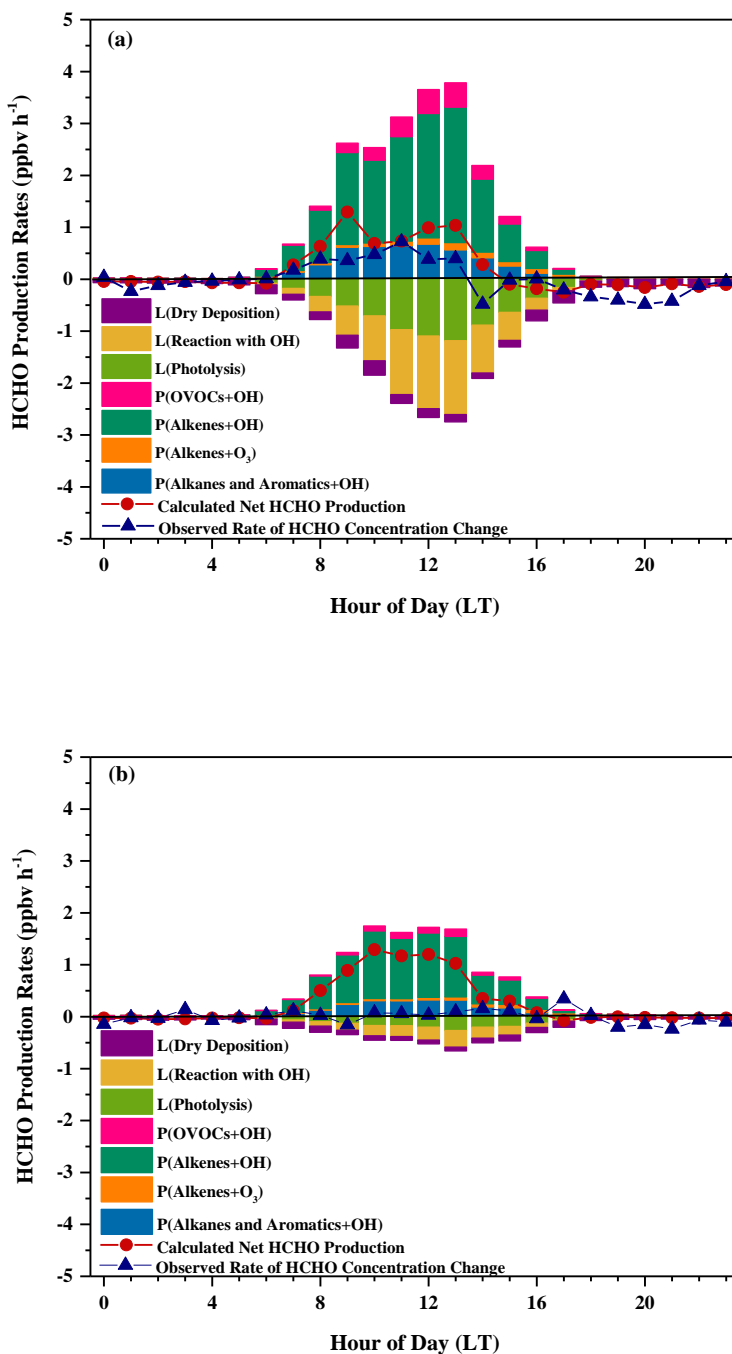 (a)
HCHO Production Rates (ppbv h-1)
5
4
3
2
1
0
-1
-2
-3
-4
-5
L(Dry Deposition)
L(Reaction with OH)
L(Photolysis)
P(OVOCs+OH)
P(Alkenes+OH)
P(Alkenes+O3)
P(Alkanes and Aromatics+OH)
Calculated Net HCHO Production
Observed Rate of HCHO Concentration Change
0 4 8 12 16 20
Hour of Day (LT)
(b)
HCHO Production Rates (ppbv h-1)
5
4
3
2
1
0
-1
-2
-3
-4
-5
L(Dry Deposition)
L(Reaction with OH)
L(Photolysis)
P(OVOCs+OH)
P(Alkenes+OH)
P(Alkenes+O3)
P(Alkanes and Aromatics+OH)
Calculated Net HCHO Production
Observed Rate of HCHO Concentration Change
0 4 8 12 16 20
Hour of Day (LT)